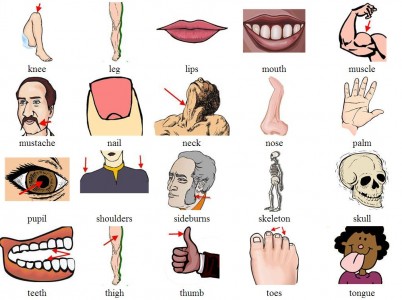 knee leg lips mouth muscle
mustache nail neck nose palm
pupil shoulders sideburns skeleton skull
teeth thigh thumb toes tongue